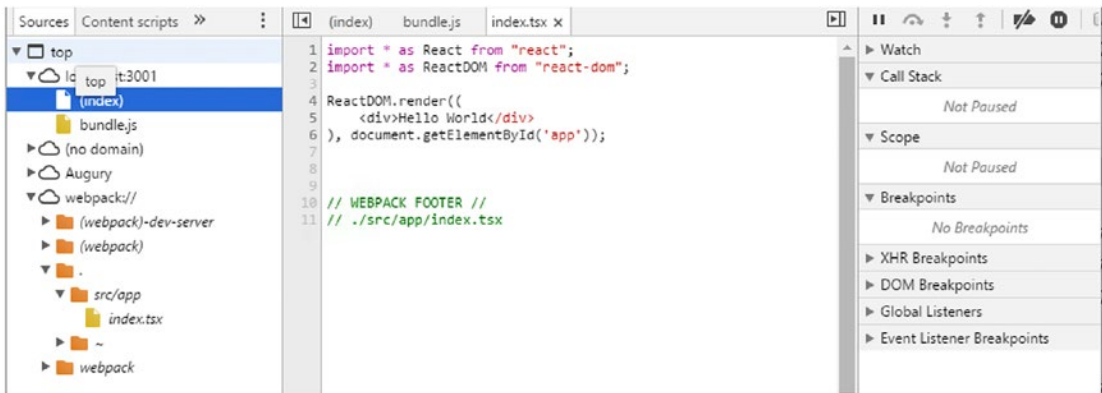 Sources Content scripts »
top
lo st:3001
top
(index)
bundle.js
(no domain)
Augury
webpack://
(webpack)-dev-server
(webpack)
.
src/app
index.tsx
~
webpack
(index) bundle.js index.tsx ×
1 import * as React from "react";
2 import * as ReactDOM from "react-dom";
3
4 ReactDOM.render((
5 <div>Hello World</div>
6 ), document.getElementById('app'));
7
8
9
10 // WEBPACK FOOTER //
11 // ./src/app/index.tsx
Watch
Call Stack
Not Paused
Scope
Not Paused
Breakpoints
No Breakpoints
XHR Breakpoints
DOM Breakpoints
Global Listeners
Event Listener Breakpoints